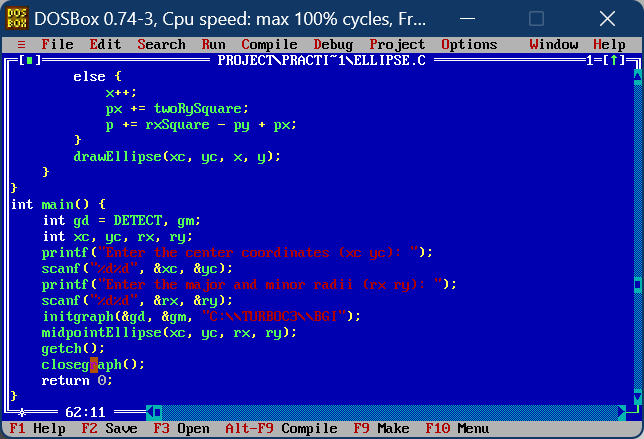 DOSBox 0.74-3, Cpu speed: max 100% cycles, Fr...
≡ File Edit Search Run Compile Debug Project Options Window Help
[■] PROJECT\PRACTI~1\ELLIPSE.C 1=[↑]
else {
x++;
px += twoRySquare;
p += rxSquare - py + px;
}
drawEllipse(xc, yc, x, y);
}
}
int main() {
int gd = DETECT, gm;
int xc, yc, rx, ry;
printf("Enter the center coordinates (xc yc): ");
scanf("%d%d", &xc, &yc);
printf("Enter the major and minor radii (rx ry): ");
scanf("%d%d", &rx, &ry);
initgraph(&gd, &gm, "C:\\TURBOC3\\BGI");
midpointEllipse(xc, yc, rx, ry);
getch();
closegraph();
return 0;
}
62:11
F1 Help F2 Save F3 Open Alt-F9 Compile F9 Make F10 Menu